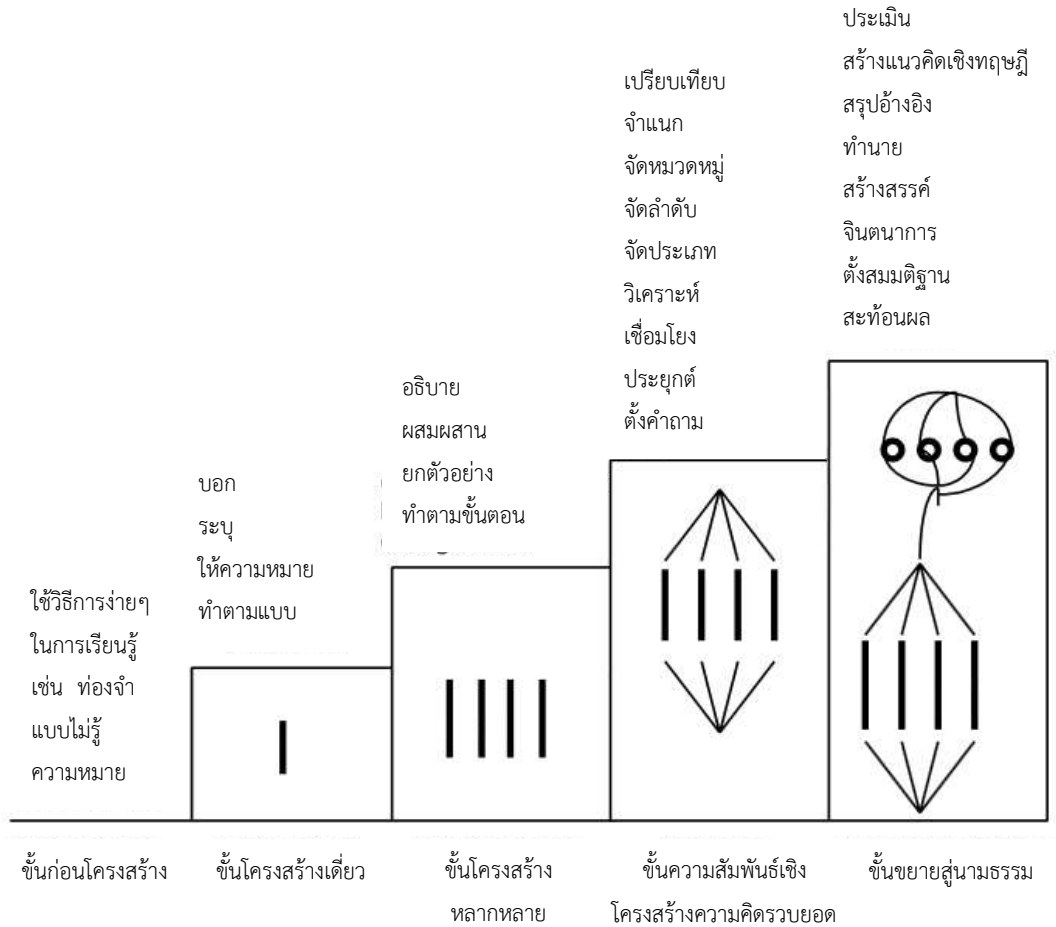 ใช้วิธีการง่ายๆ
ในการเรียนรู้
เช่น ท่องจำ
แบบไม่รู้
ความหมาย
บอก
ระบุ
ให้ความหมาย
ทำตามแบบ
อธิบาย
ผสมผสาน
ยกตัวอย่าง
ทำตามขั้นตอน
เปรียบเทียบ
จำแนก
จัดหมวดหมู่
จัดลำดับ
จัดประเภท
วิเคราะห์
เชื่อมโยง
ประยุกต์
ตั้งคำถาม
ประเมิน
สร้างแนวคิดเชิงทฤษฎี
สรุปอ้างอิง
ทำนาย
สร้างสรรค์
จินตนาการ
ตั้งสมมติฐาน
สะท้อนผล
ขั้นก่อนโครงสร้าง
ขั้นโครงสร้างเดี่ยว
ขั้นโครงสร้าง
หลากหลาย
ขั้นความสัมพันธ์เชิง
โครงสร้างความคิดรวบยอด
ขั้นขยายสู่นามธรรม